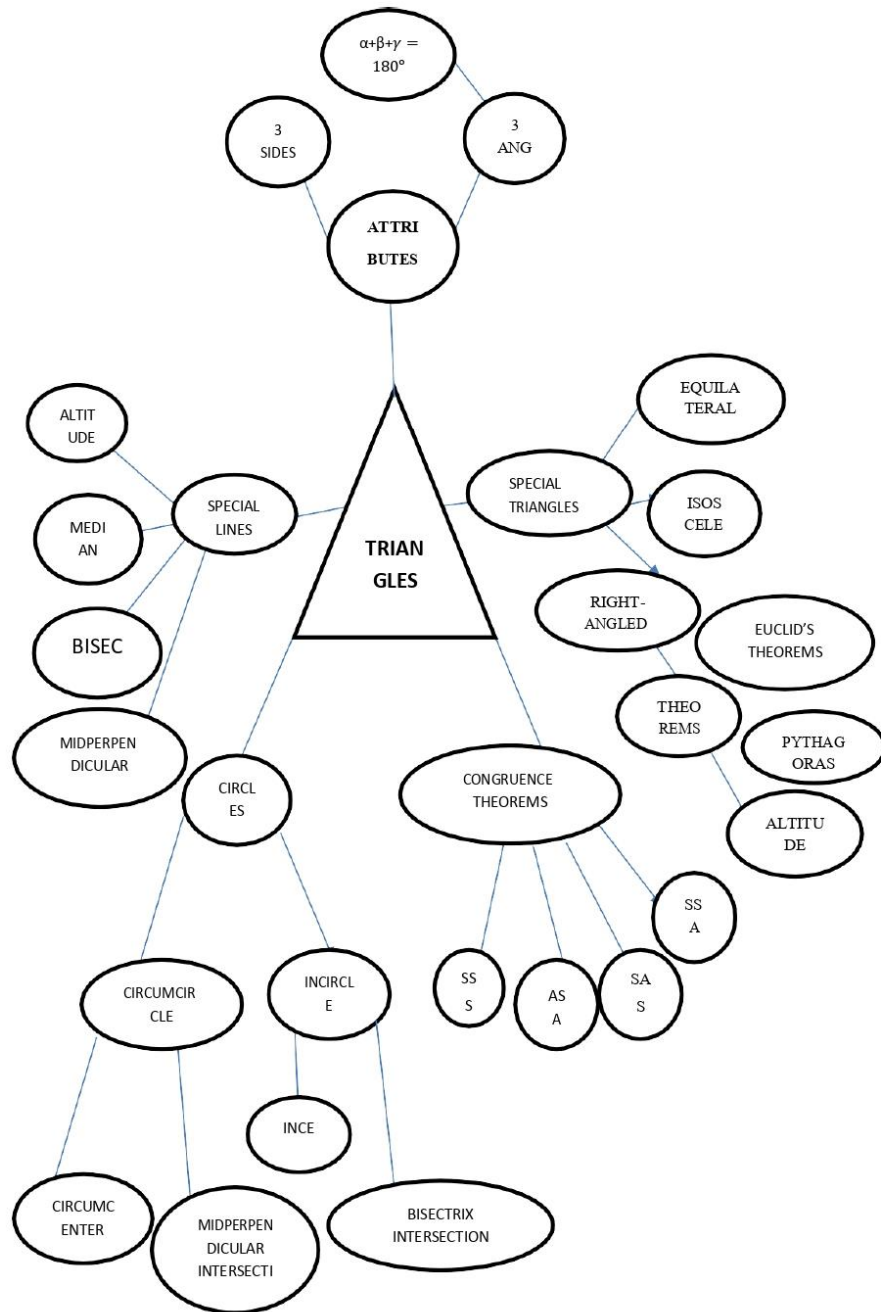 α+β+γ =
180°
3
SIDES
3
ANG
ATTRI
BUTES
ALTIT
UDE
MEDI
AN
BISEC
MIDPERPEN
DICULAR
SPECIAL
LINES
TRIAN
GLES
SPECIAL
TRIANGLES
EQUILA
TERAL
ISOS
CELE
RIGHT-
ANGLED
EUCLID'S
THEOREMS
THEO
REMS
PYTHAG
ORAS
ALTITU
DE
CIRCL
ES
CONGRUENCE
THEOREMS
SS
S
AS
A
SA
S
SS
A
CIRCUMCIR
CLE
INCIRCL
E
INCE
CIRCUMC
ENTER
MIDPERPEN
DICULAR
INTERSECTI
BISECTRIX
INTERSECTION